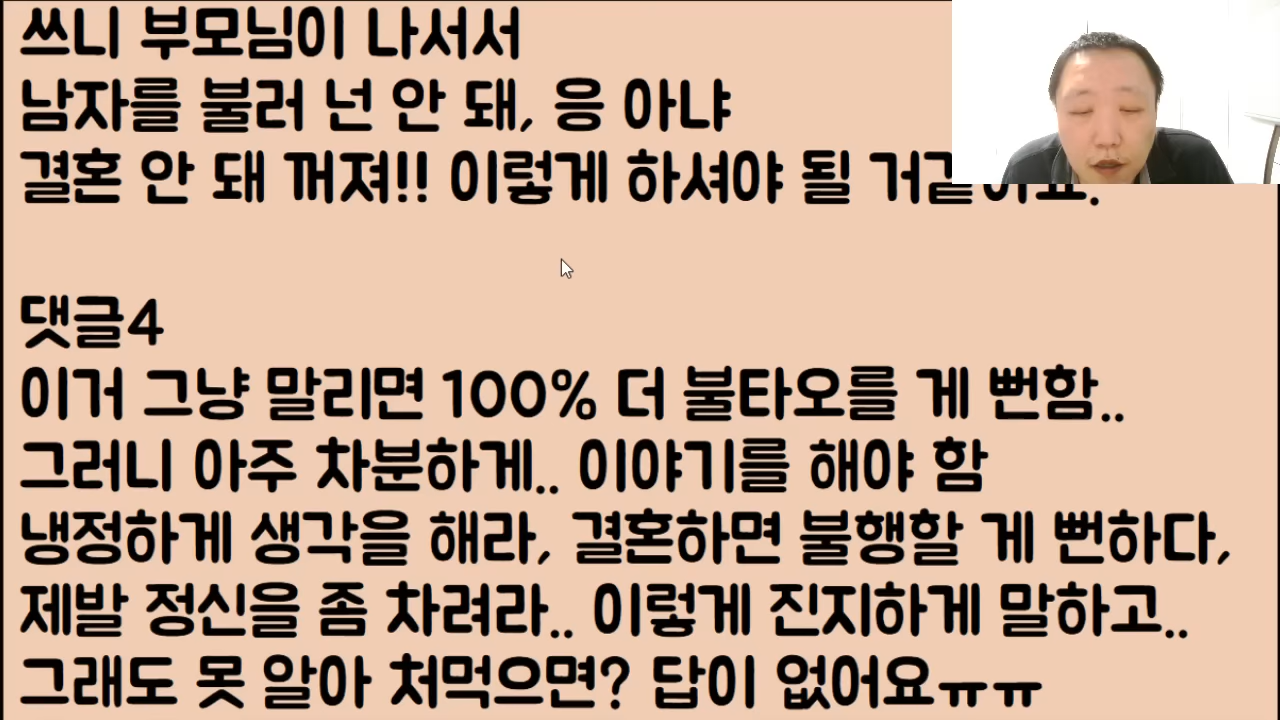 쓰니 부모님이 나서서
남자를 불러 넌 안 돼, 응 아냐
결혼 안 돼 꺼져!! 이렇게 하셔야 될 거같아요.
댓글4
이거 그냥 말리면 100% 더 불타오를 게 뻔함..
그러니 아주 차분하게.. 이야기를 해야 함
냉정하게 생각을 해라, 결혼하면 불행할 게 뻔하다,
제발 정신을 좀 차려라.. 이렇게 진지하게 말하고..
그래도 못 알아 처먹으면? 답이 없어요ㅠㅠ